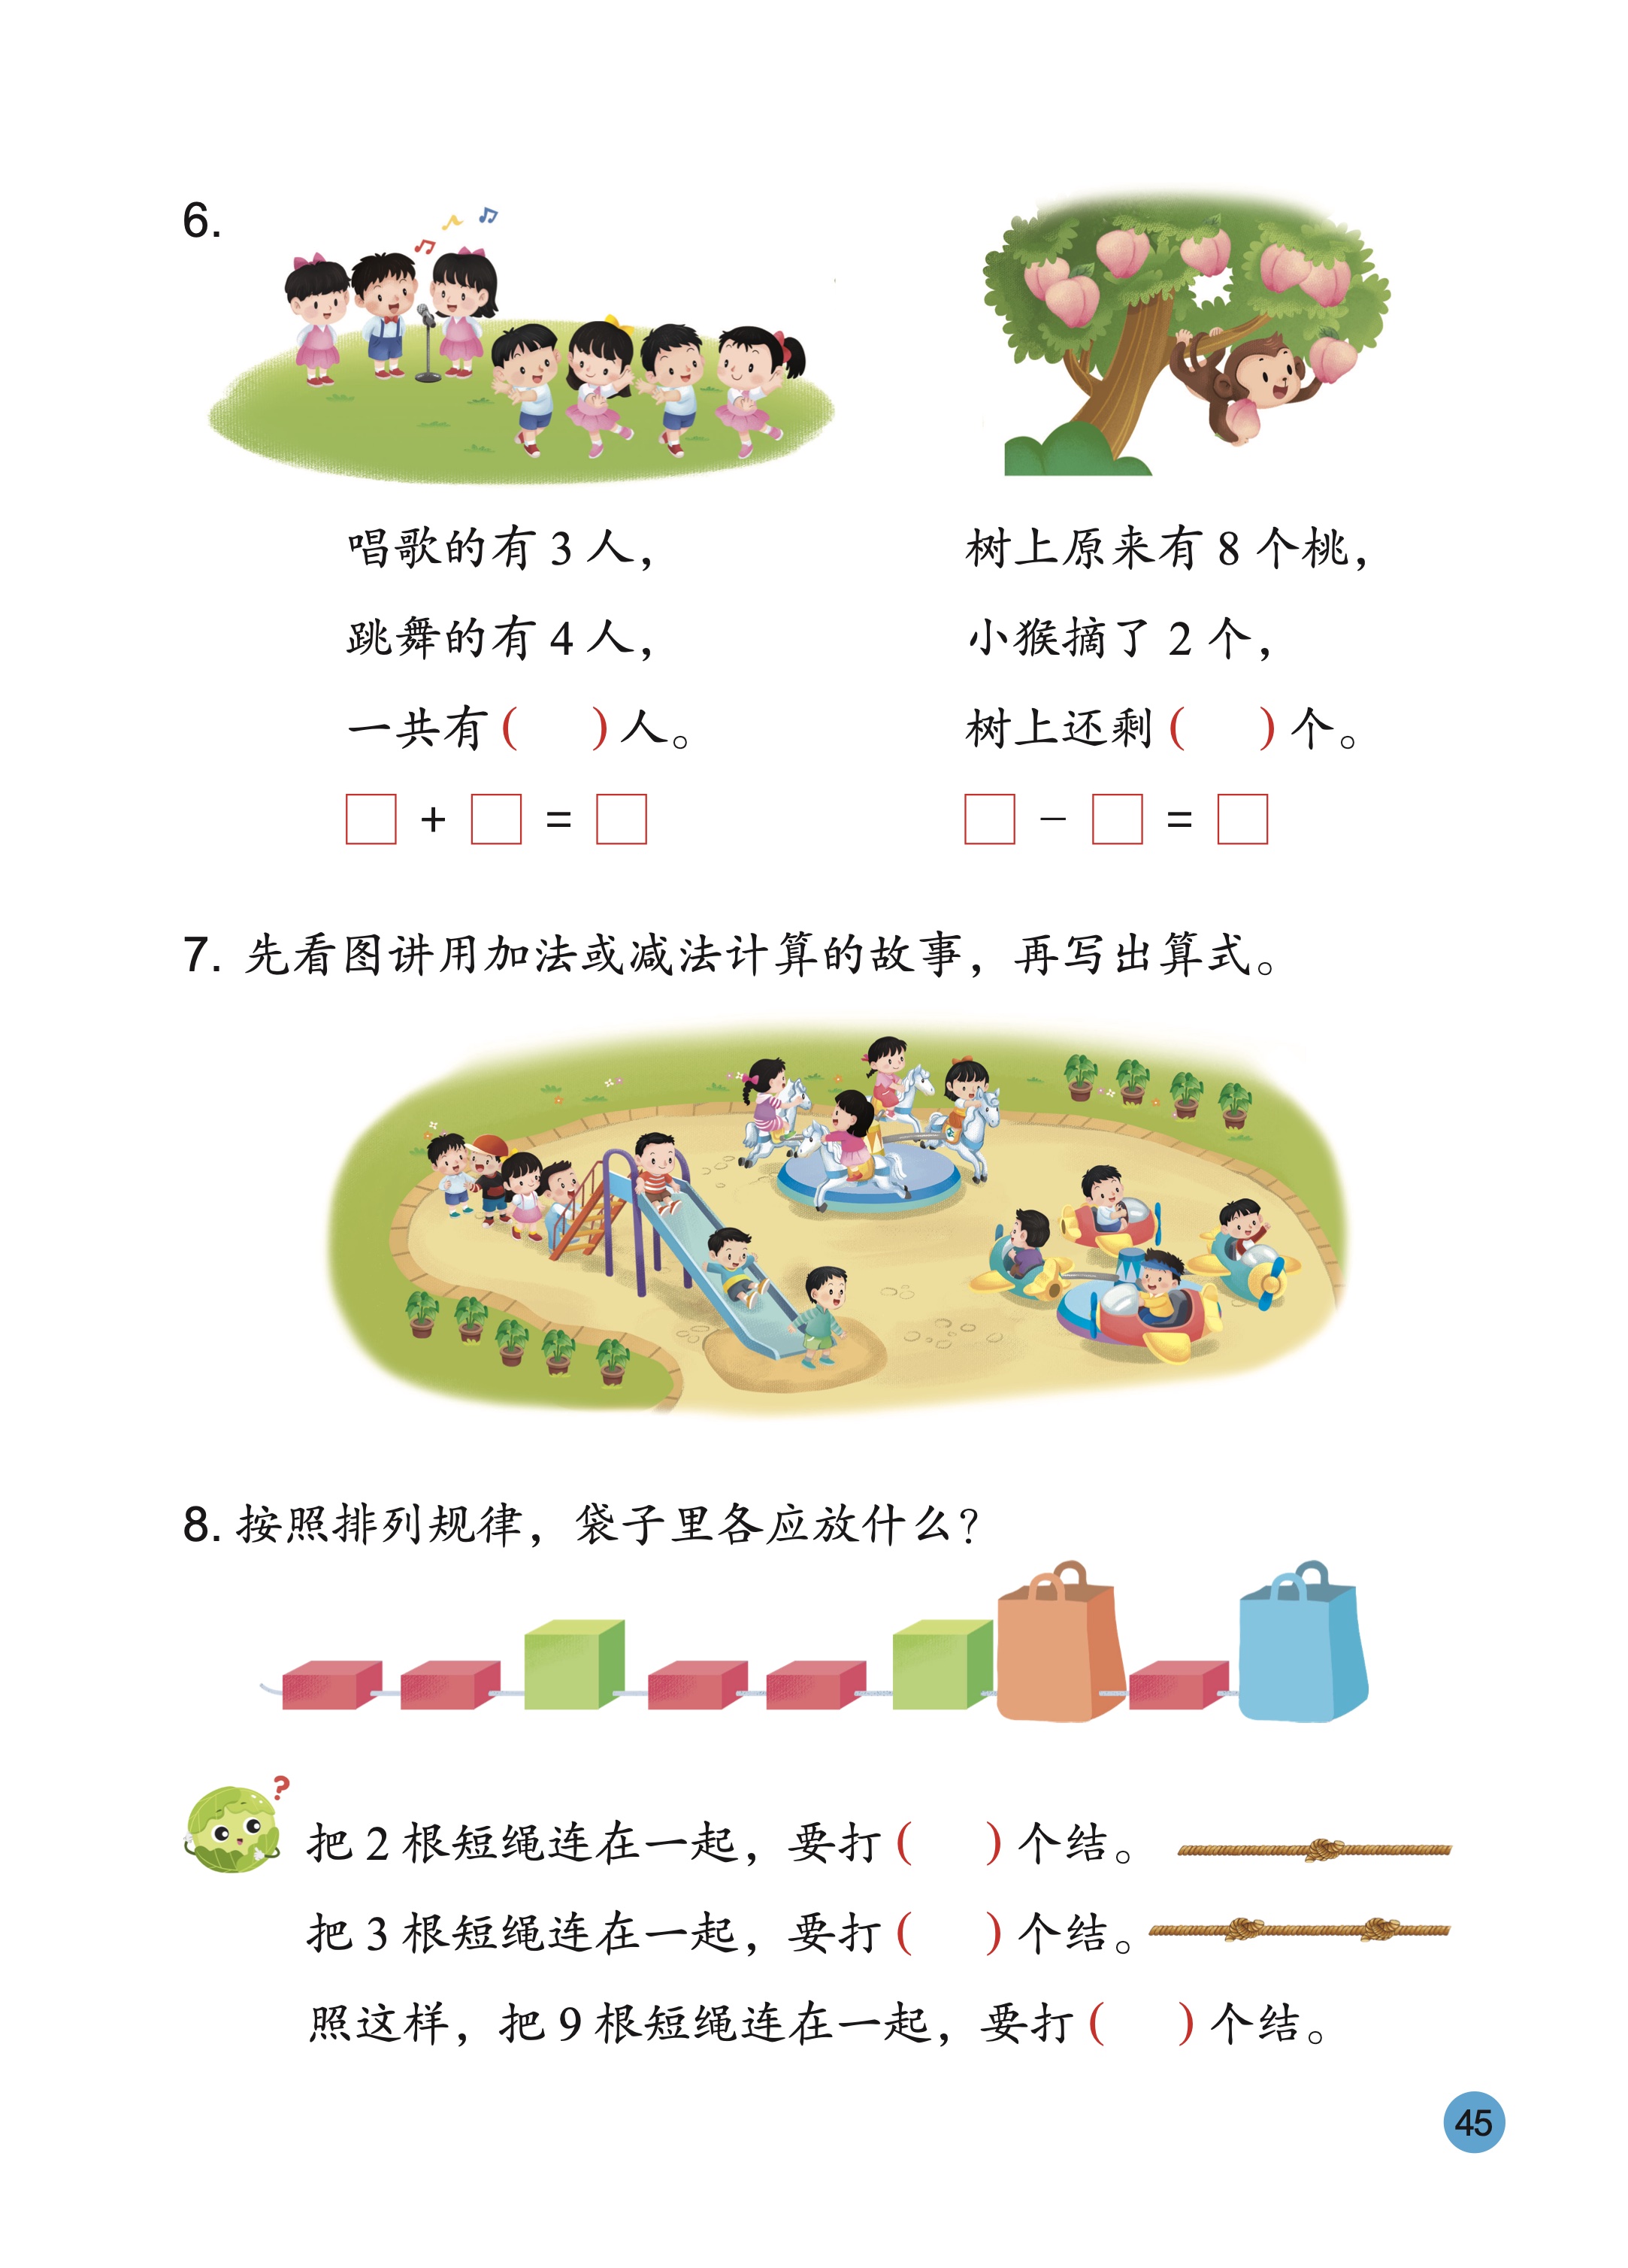 6.
唱歌的有 3 人，
跳舞的有 4 人，
一共有（　）人。
□ + □ = □
树上原来有 8 个桃，
小猴摘了 2 个，
树上还剩（　）个。
□ － □ = □
7. 先看图讲用加法或减法计算的故事，再写出算式。
8. 按照排列规律，袋子里各应放什么？
?
把 2 根短绳连在一起，要打（　）个结。
把 3 根短绳连在一起，要打（　）个结。
照这样，把 9 根短绳连在一起，要打（　）个结。
45